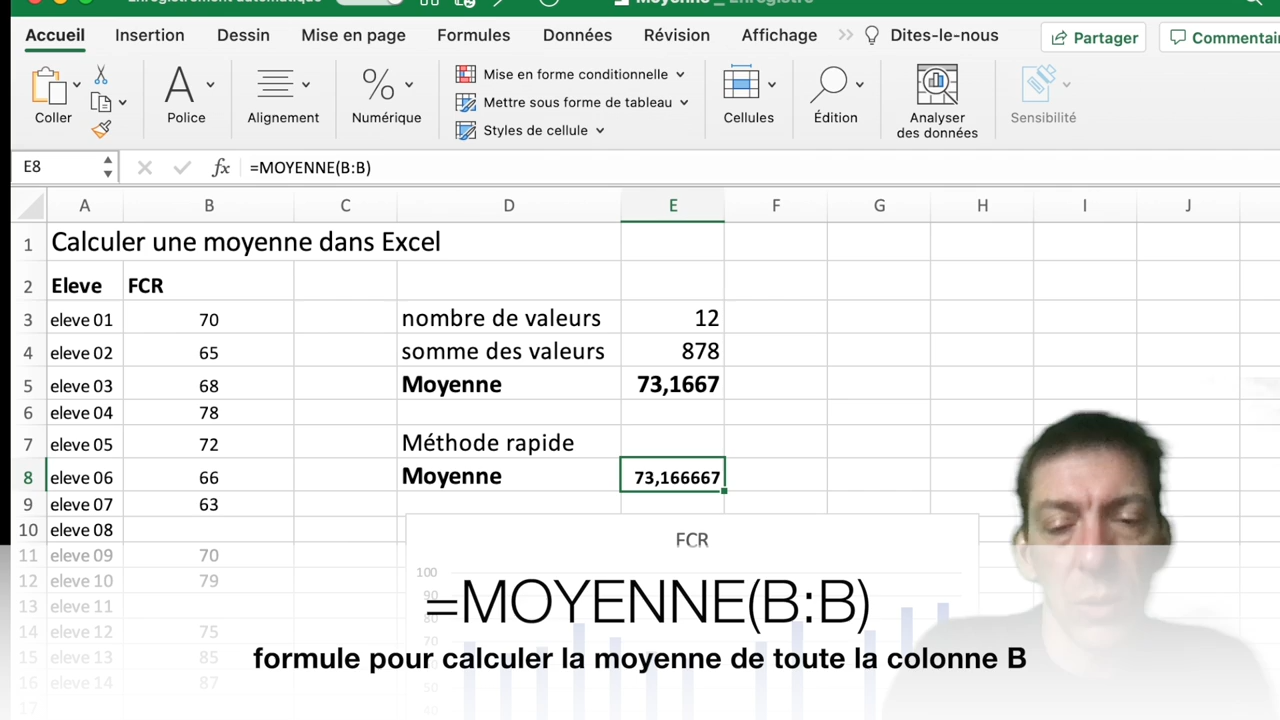 Enregistrement automatique
Moyenne _ Enregistré
Accueil Insertion Dessin Mise en page Formules Données Révision Affichage Dites-le-nous Partager
Coller Police Alignement Numérique
Mise en forme conditionnelle
Mettre sous forme de tableau
Styles de cellule
Cellules Édition Analyser des données Sensibilité
E8 fx =MOYENNE(B:B)
A B C D E F G H I J
1 Calculer une moyenne dans Excel
2 Eleve FCR
3 eleve 01 70 nombre de valeurs 12
4 eleve 02 65 somme des valeurs 878
5 eleve 03 68 Moyenne 73,1667
6 eleve 04 78
7 eleve 05 72 Méthode rapide
8 eleve 06 66 Moyenne 73,166667
9 eleve 07 63
10 eleve 08
FCR
11 eleve 09 70
100
12 eleve 10 79
90
13 eleve 11
=MOYENNE(B:B)
14 eleve 12 75
70
15 eleve 13 85
formule pour calculer la moyenne de toute la colonne B
16 eleve 14 87
50
17
40